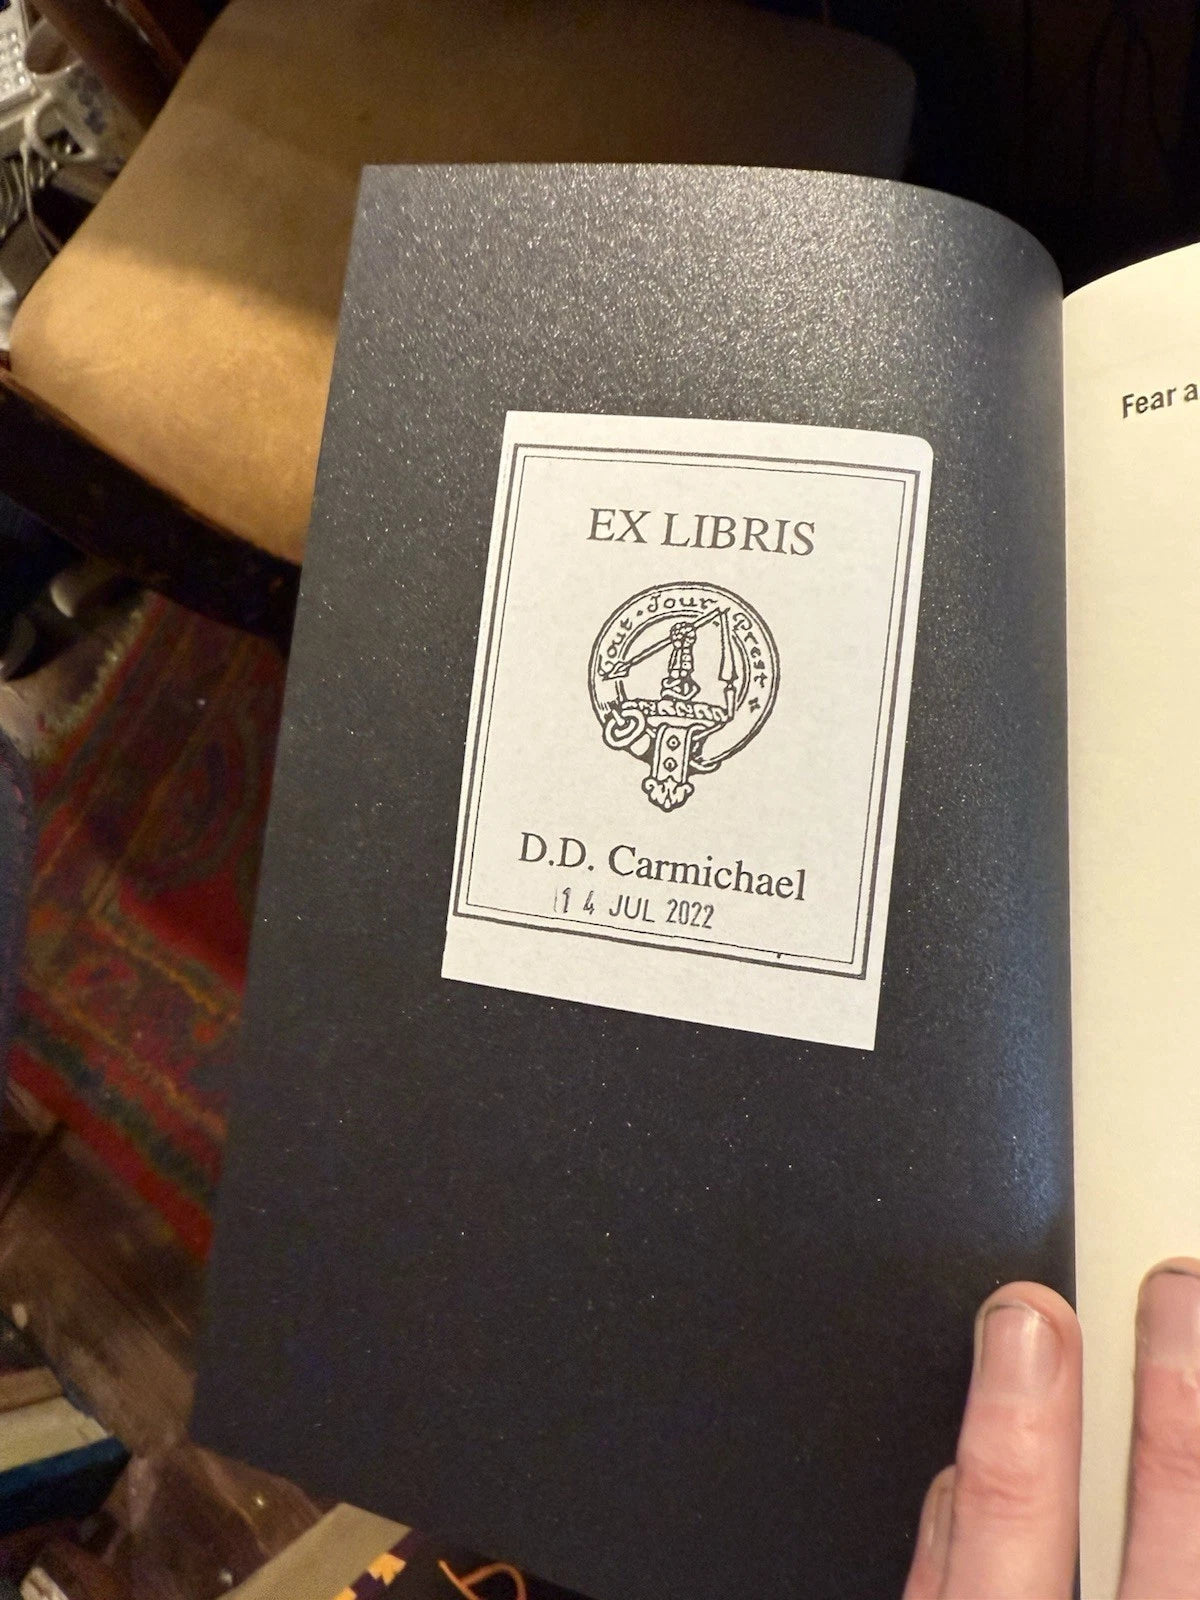 EX LIBRIS
Tout · Jour Prest
D.D. Carmichael
14 JUL 2022
Fear a